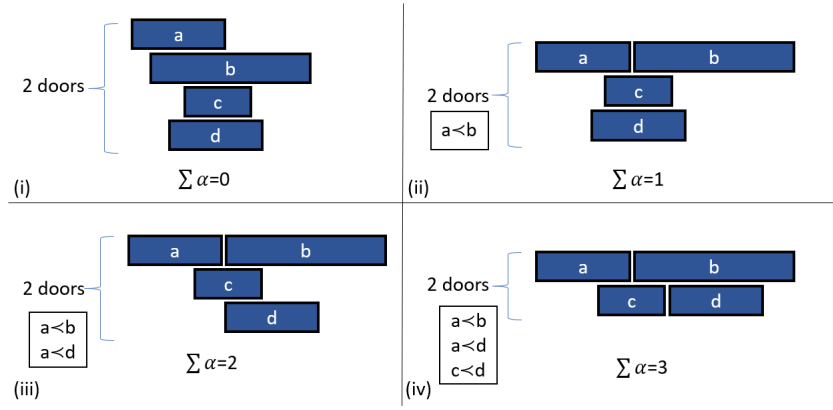 a
b
2 doors
c
d
(i)
∑ α=0
a
b
2 doors
c
a≺b
d
(ii)
∑ α=1
a
b
2 doors
c
a≺b
a≺d
d
(iii)
∑ α=2
a
b
2 doors
c
d
a≺b
a≺d
c≺d
(iv)
∑ α=3